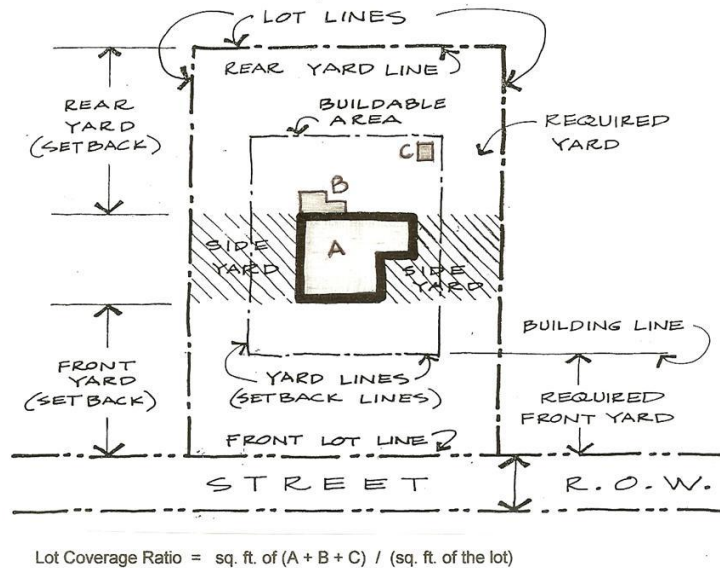 LOT LINES
REAR YARD LINE
REAR
YARD
(SETBACK)
BUILDABLE
AREA
C
REQUIRED
YARD
B
A
SIDE
YARD
SIDE
YARD
BUILDING LINE
FRONT
YARD
(SETBACK)
YARD LINES
(SETBACK LINES)
REQUIRED
FRONT YARD
FRONT LOT LINE
STREET
R.O.W.
Lot Coverage Ratio = sq. ft. of (A + B + C) / (sq. ft. of the lot)